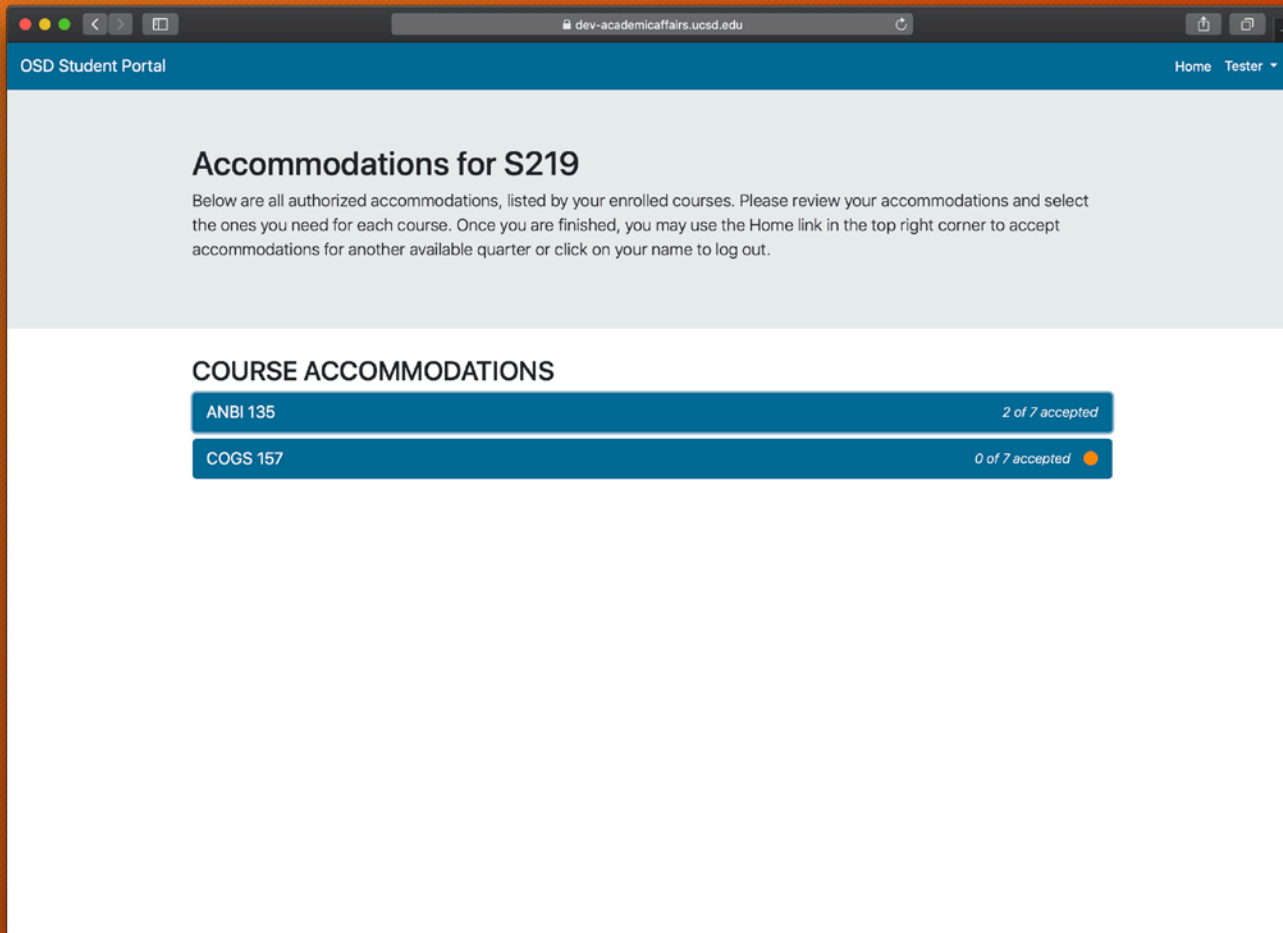 dev-academicaffairs.ucsd.edu
OSD Student Portal
Home Tester
Accommodations for S219
Below are all authorized accommodations, listed by your enrolled courses. Please review your accommodations and select
the ones you need for each course. Once you are finished, you may use the Home link in the top right corner to accept
accommodations for another available quarter or click on your name to log out.
COURSE ACCOMMODATIONS
ANBI 135 2 of 7 accepted
COGS 157 0 of 7 accepted